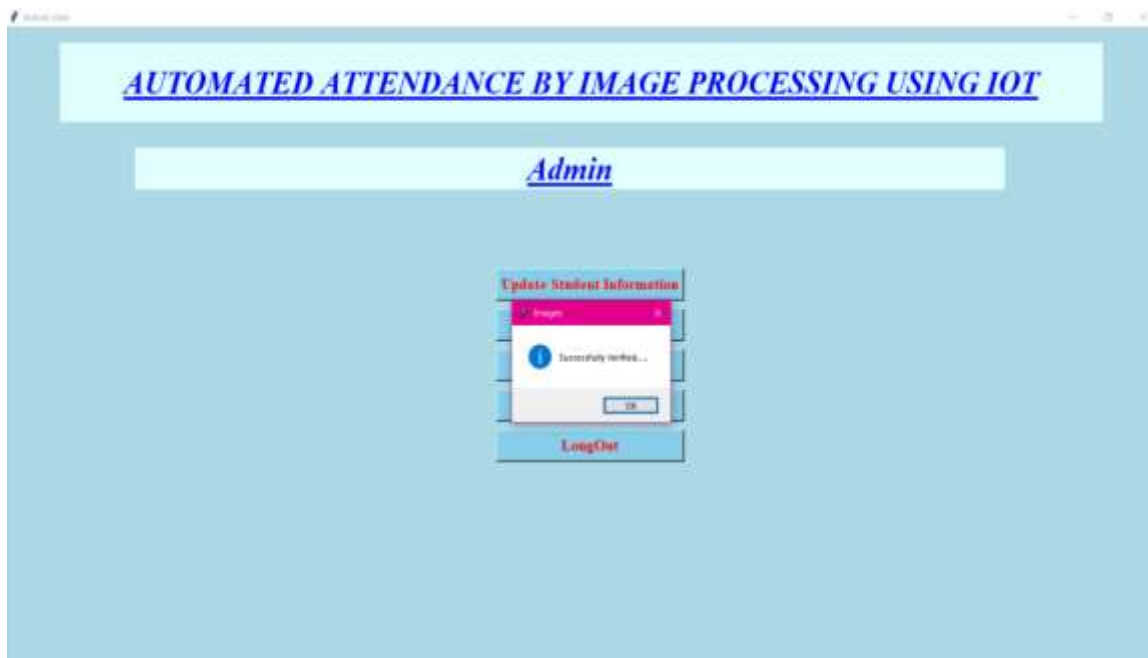 AUTOMATED ATTENDANCE BY IMAGE PROCESSING USING IOT
Admin
Update Student Information
Images
Successfully Verified....
OK
LongOut